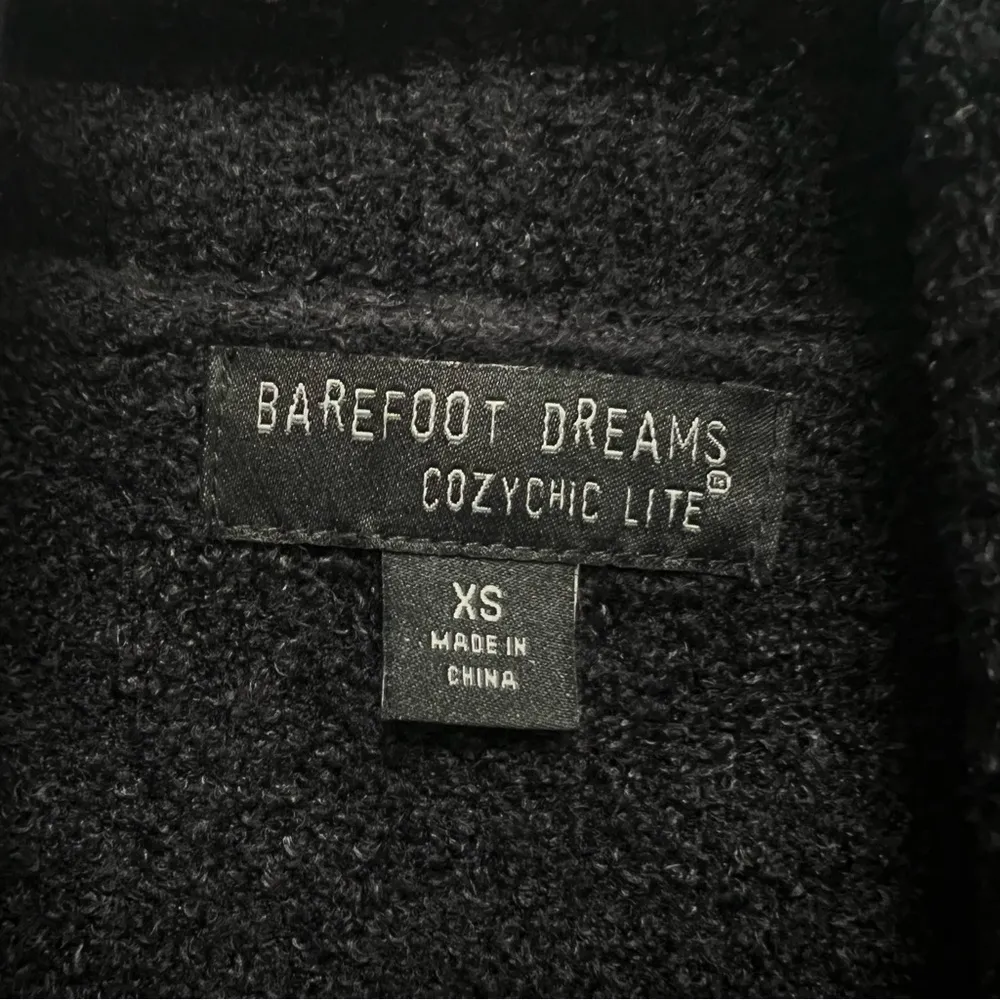 BAREFOOT DREAMS
COZYCHIC LITE®
XS
MADE IN
CHINA